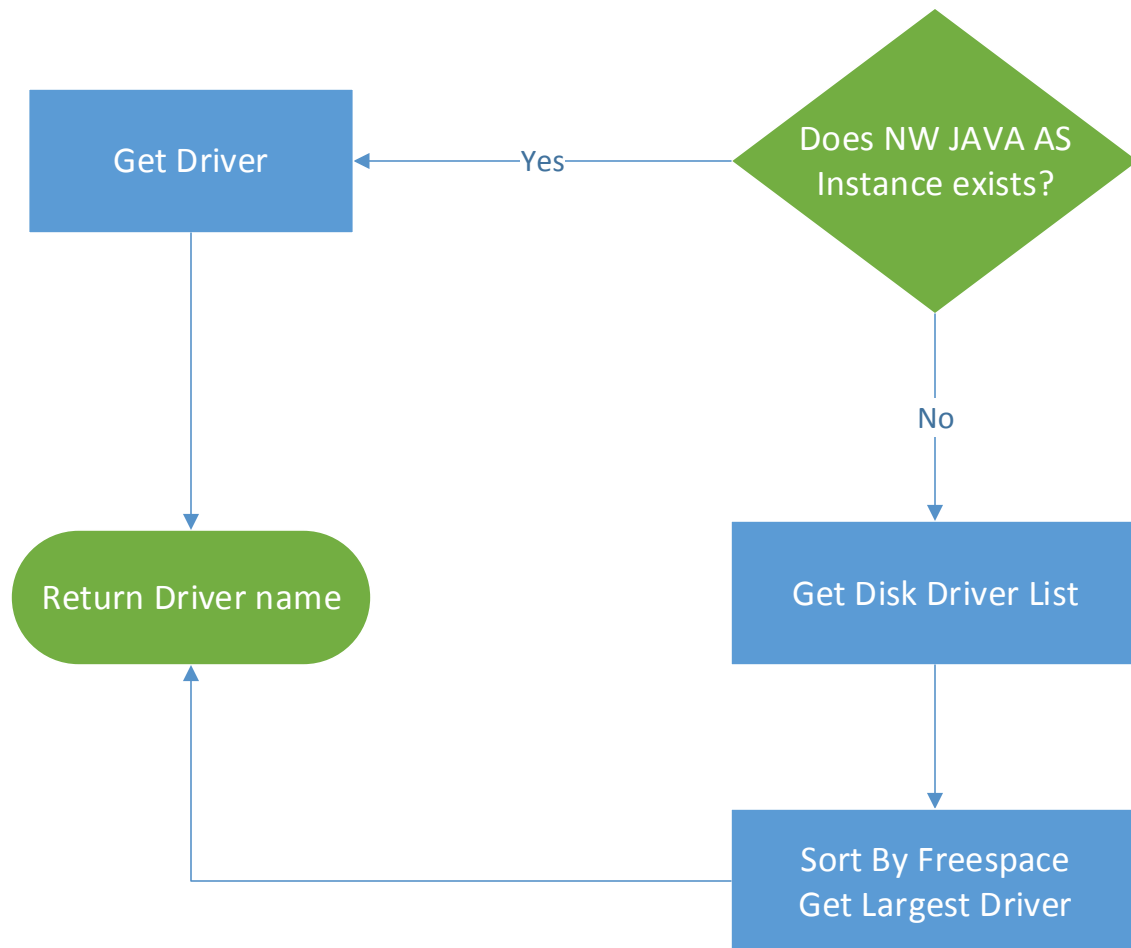 Does NW JAVA AS
Instance exists?
Yes
Get Driver
No
Return Driver name
Get Disk Driver List
Sort By Freespace
Get Largest Driver